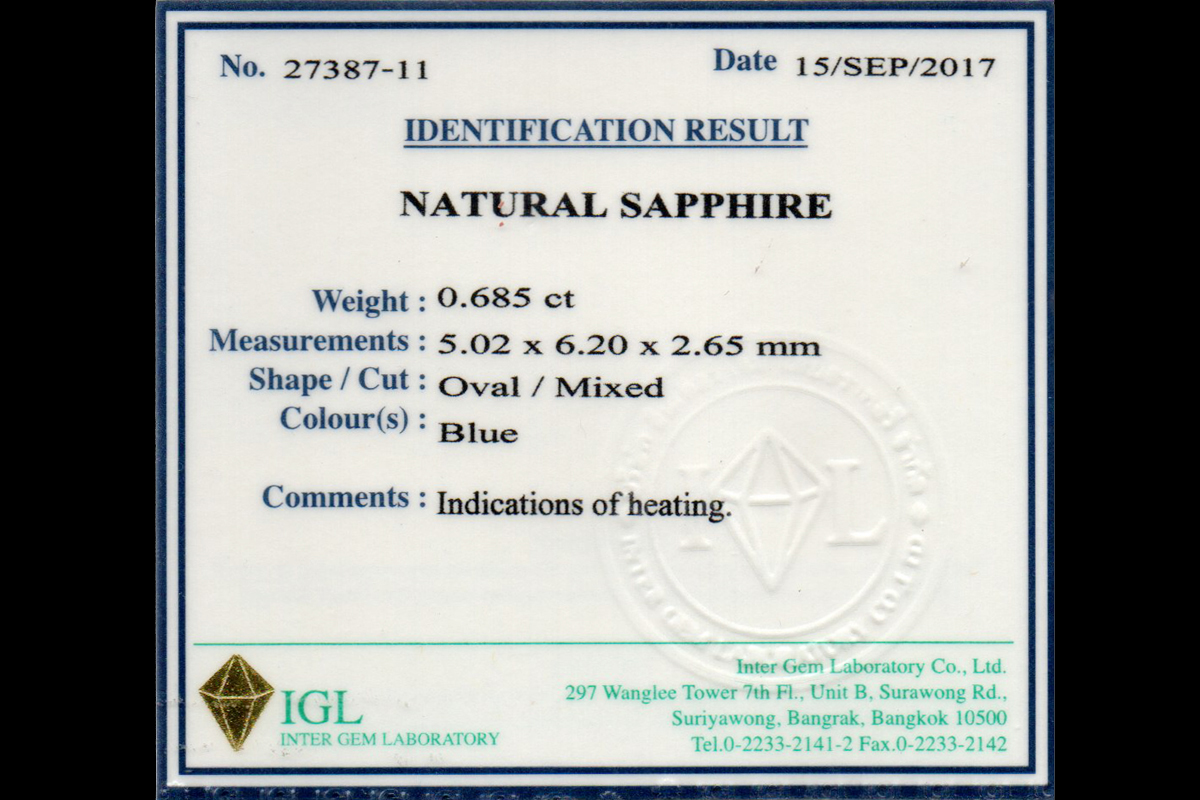 No. 27387-11
Date 15/SEP/2017
IDENTIFICATION RESULT
NATURAL SAPPHIRE
Weight : 0.685 ct
Measurements : 5.02 x 6.20 x 2.65 mm
Shape / Cut : Oval / Mixed
Colour(s) : Blue
Comments : Indications of heating.
I L
IGL
INTER GEM LABORATORY
Inter Gem Laboratory Co., Ltd.
297 Wanglee Tower 7th Fl., Unit B, Surawong Rd.,
Suriyawong, Bangrak, Bangkok 10500
Tel.0-2233-2141-2 Fax.0-2233-2142